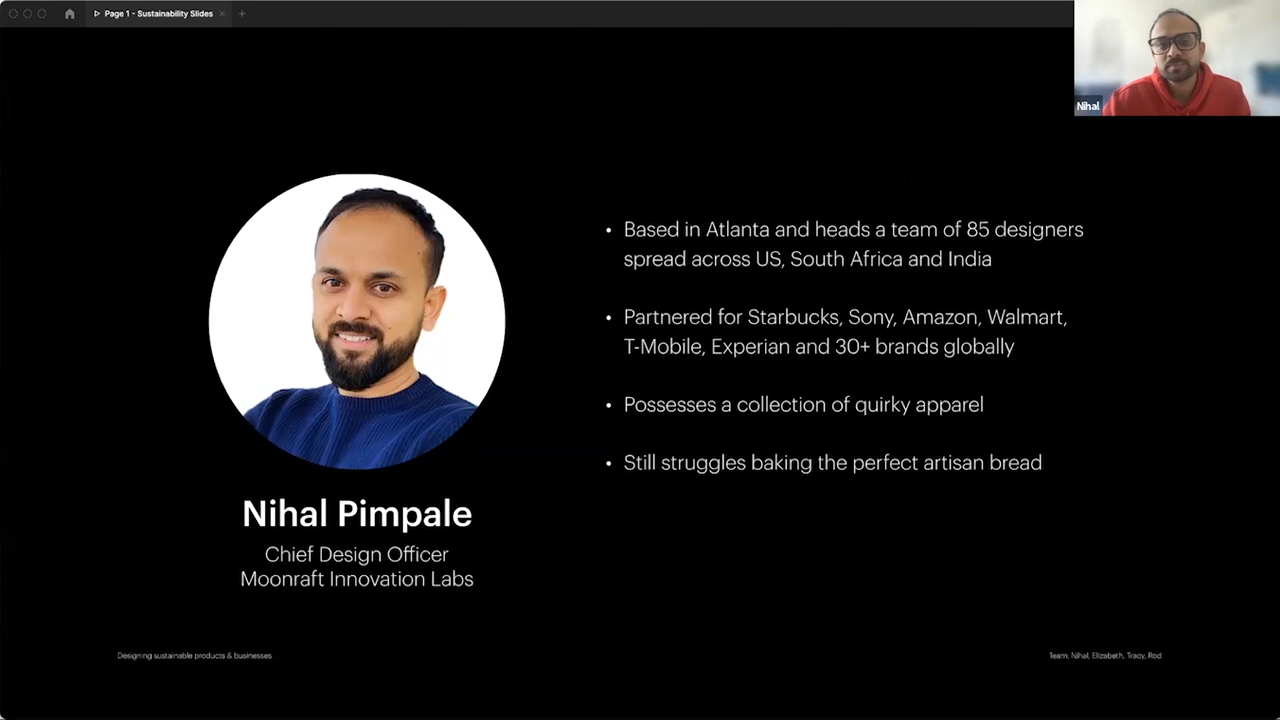 Page 1 - Sustainability Slides
Nihal
Based in Atlanta and heads a team of 85 designers
spread across US, South Africa and India
Partnered for Starbucks, Sony, Amazon, Walmart,
T-Mobile, Experian and 30+ brands globally
Possesses a collection of quirky apparel
Still struggles baking the perfect artisan bread
Nihal Pimpale
Chief Design Officer
Moonraft Innovation Labs
Designing sustainable products & businesses
Team: Nihal, Elizabeth, Tracy, Rod